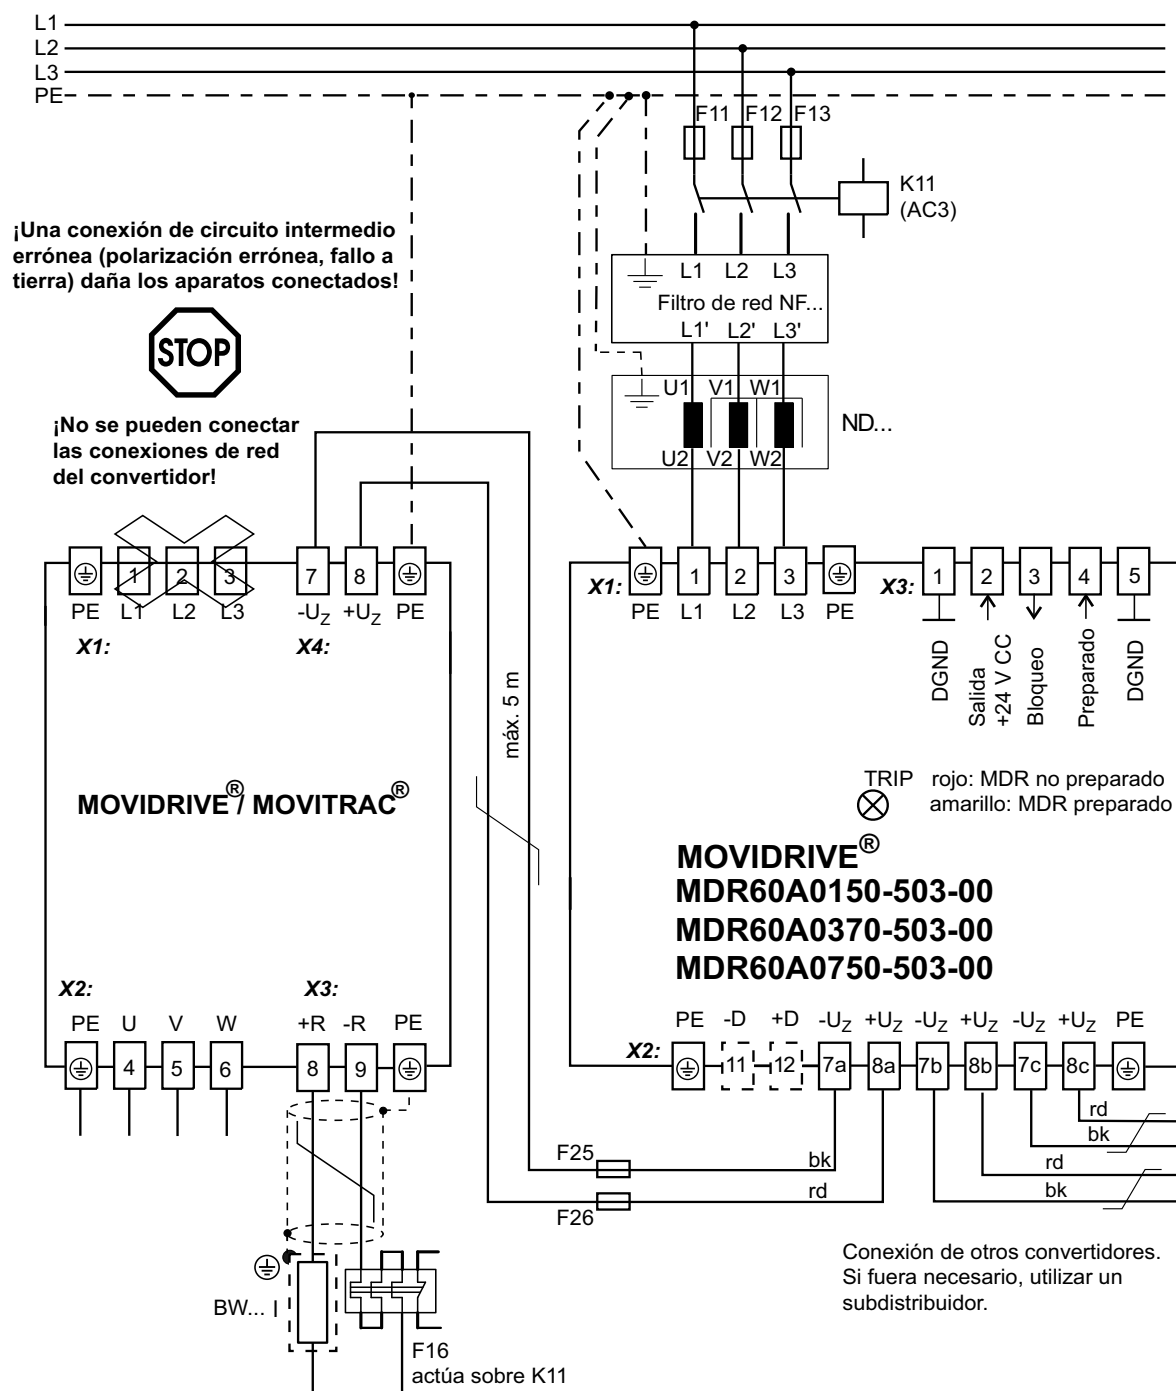 L1
L2
L3
PE
F11 F12 F13
K11
(AC3)
¡Una conexión de circuito intermedio
errónea (polarización errónea, fallo a
tierra) daña los aparatos conectados!
STOP
¡No se pueden conectar
las conexiones de red
del convertidor!
L1 L2 L3
Filtro de red NF...
L1' L2' L3'
U1 V1 W1
ND...
U2 V2 W2
1 2 3 7 8
PE L1 L2 L3 -UZ +UZ PE
X1: X4:
X1: 1 2 3
PE L1 L2 L3 PE
X3: 1 2 3 4 5
DGND
Salida
+24 V CC
Bloqueo
Preparado
DGND
máx. 5 m
TRIP rojo: MDR no preparado
amarillo: MDR preparado
MOVIDRIVE®/ MOVITRAC®
MOVIDRIVE®
MDR60A0150-503-00
MDR60A0370-503-00
MDR60A0750-503-00
X2: X3:
PE U V W +R -R PE
4 5 6 8 9
PE -D +D -UZ +UZ -UZ +UZ -UZ +UZ PE
X2: 11 12 7a 8a 7b 8b 7c 8c
rd
bk
rd
bk
F25 bk
rd
F26
Conexión de otros convertidores.
Si fuera necesario, utilizar un
subdistribuidor.
BW...
F16
actúa sobre K11